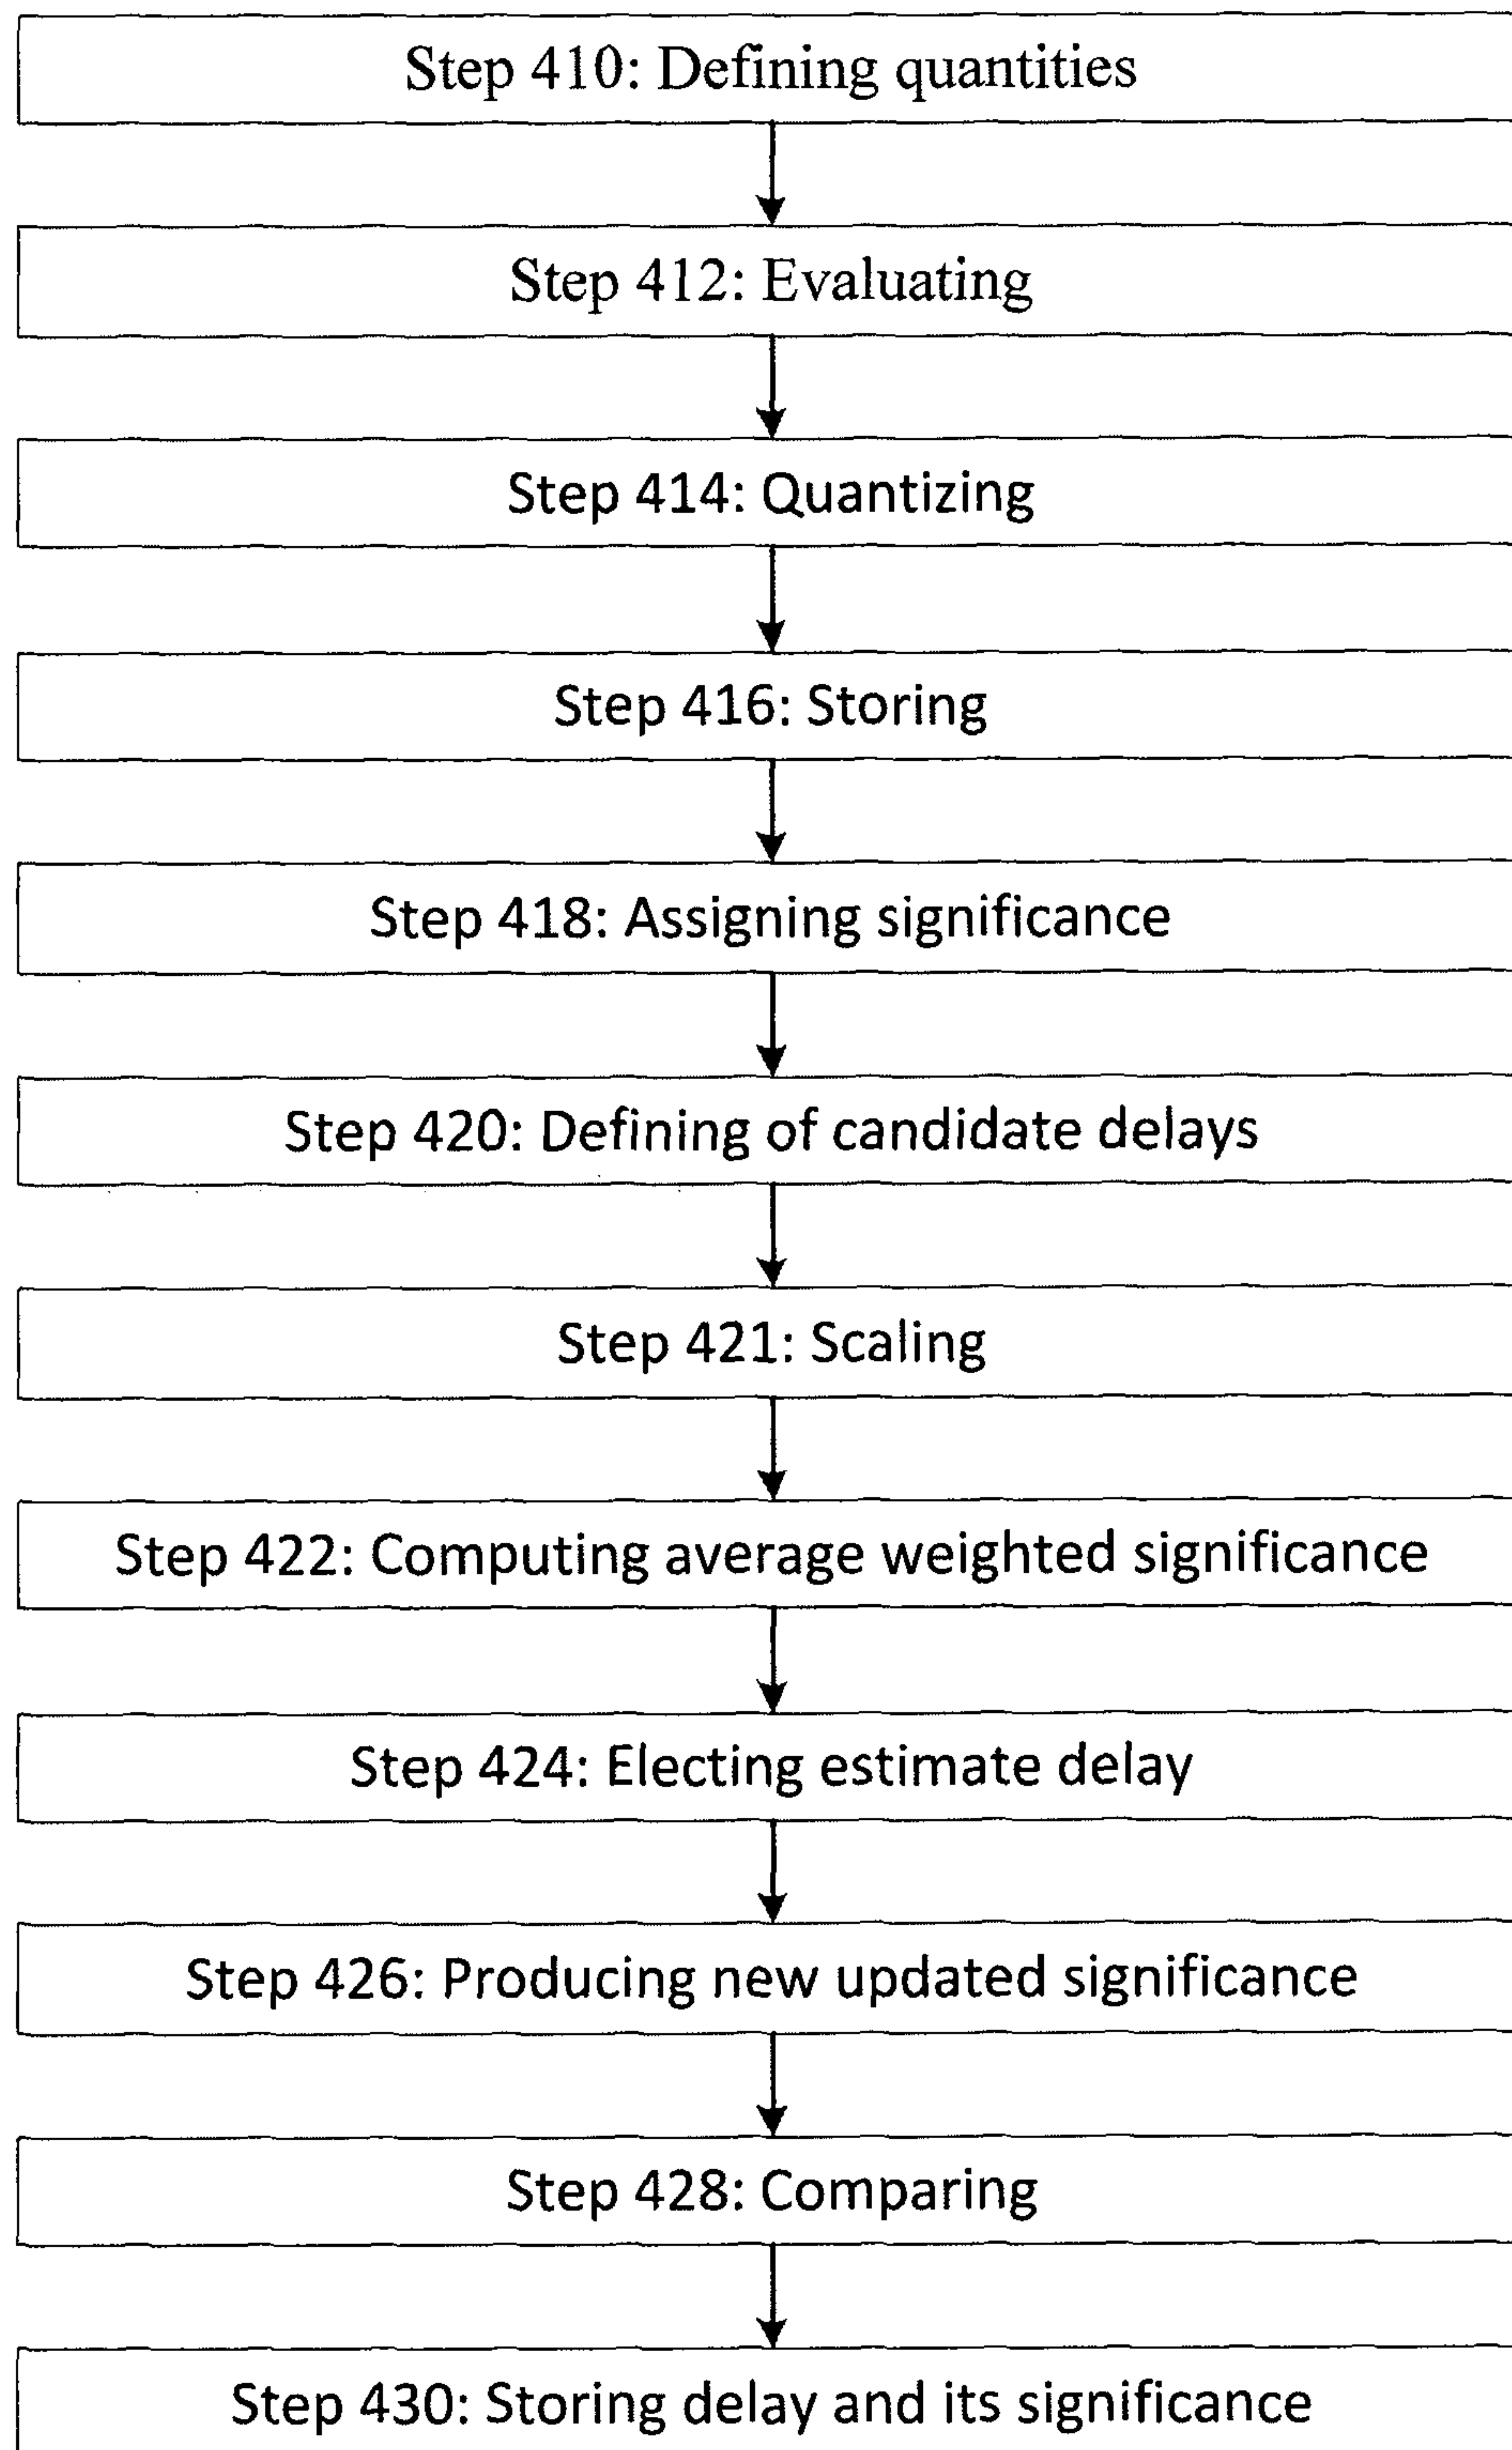 Step 410: Defining quantities
Step 412: Evaluating
Step 414: Quantizing
Step 416: Storing
Step 418: Assigning significance
Step 420: Defining of candidate delays
Step 421: Scaling
Step 422: Computing average weighted significance
Step 424: Electing estimate delay
Step 426: Producing new updated significance
Step 428: Comparing
Step 430: Storing delay and its significance